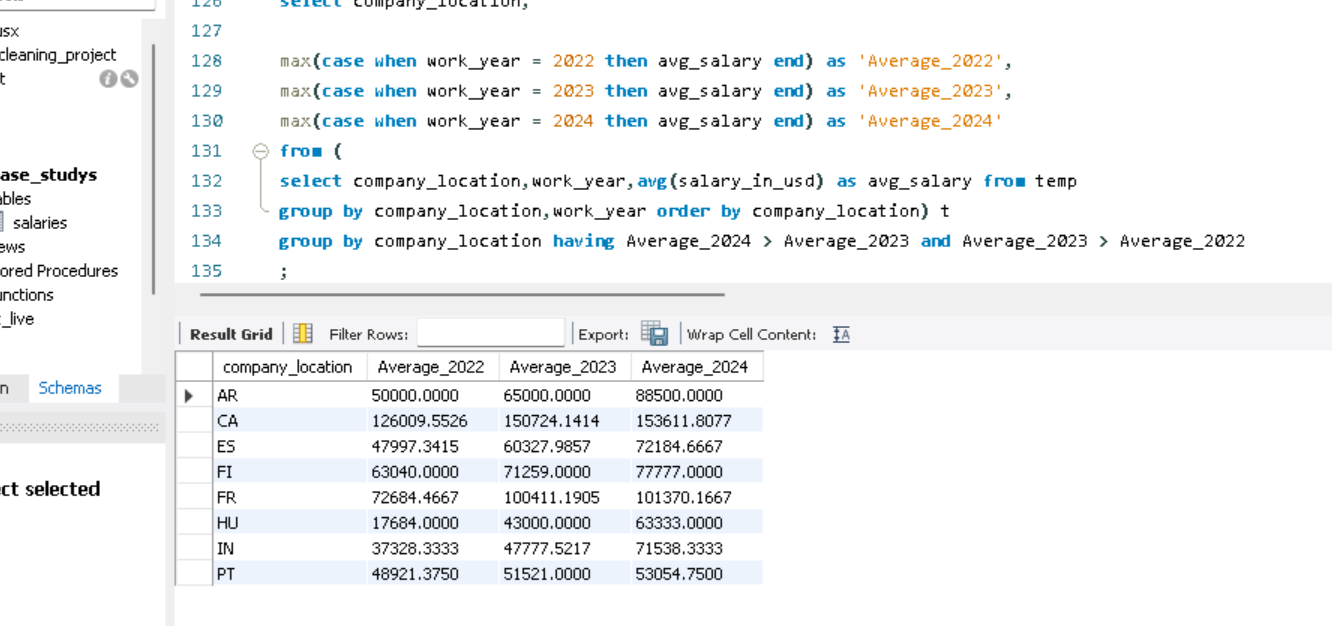 126 select company_location,
127
usx
cleaning_project
128 max(case when work_year = 2022 then avg_salary end) as 'Average_2022',
129 max(case when work_year = 2023 then avg_salary end) as 'Average_2023',
130 max(case when work_year = 2024 then avg_salary end) as 'Average_2024'
131 from (
132 select company_location,work_year,avg(salary_in_usd) as avg_salary from temp
133 group by company_location,work_year order by company_location) t
134 group by company_location having Average_2024 > Average_2023 and Average_2023 > Average_2022
135 ;
t
ase_studys
ables
salaries
ews
ored Procedures
unctions
t_live
n Schemas
ect selected
Result Grid Filter Rows: Export: Wrap Cell Content: IA
company_location Average_2022 Average_2023 Average_2024
AR 50000.0000 65000.0000 88500.0000
CA 126009.5526 150724.1414 153611.8077
ES 47997.3415 60327.9857 72184.6667
FI 63040.0000 71259.0000 77777.0000
FR 72684.4667 100411.1905 101370.1667
HU 17684.0000 43000.0000 63333.0000
IN 37328.3333 47777.5217 71538.3333
PT 48921.3750 51521.0000 53054.7500